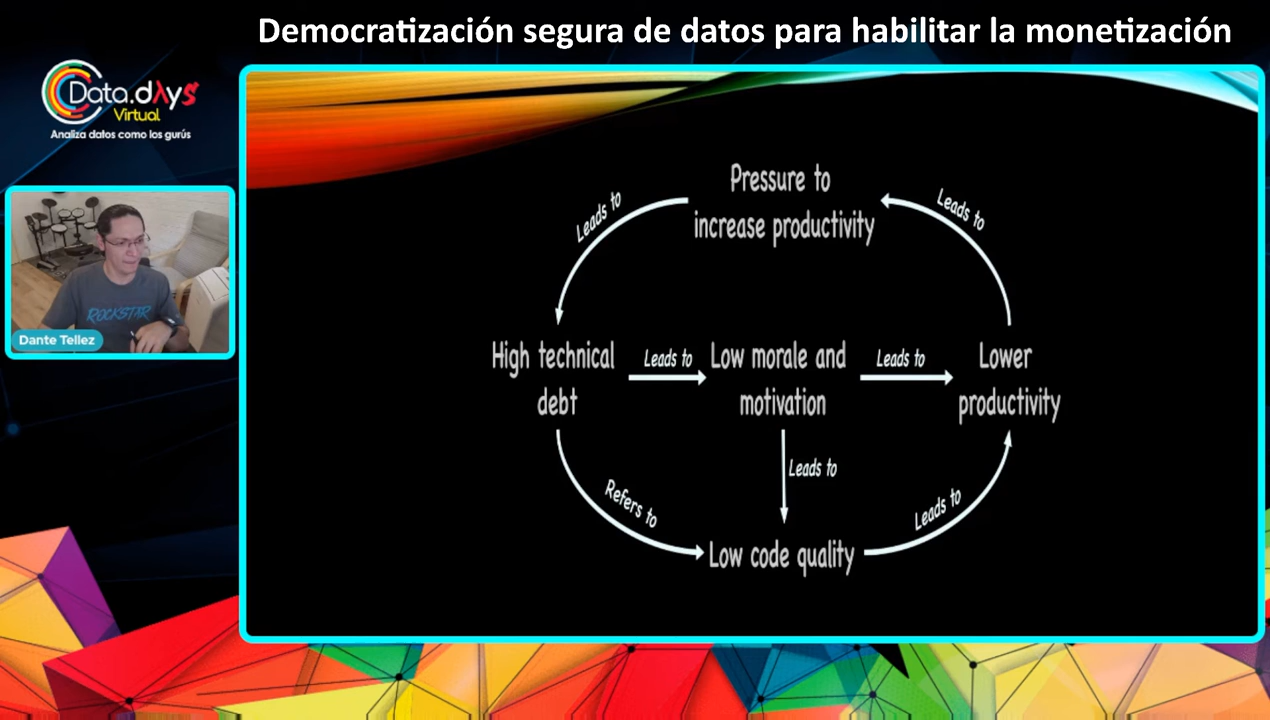 Democratización segura de datos para habilitar la monetización
Data.dλys
Virtual
Analiza datos como los gurús
ROCKSTAR
Dante Tellez
Pressure to
increase productivity
Leads to
Leads to
High technical
debt
Leads to
Low morale and
motivation
Leads to
Lower
productivity
Leads to
Refers to
Leads to
Low code quality